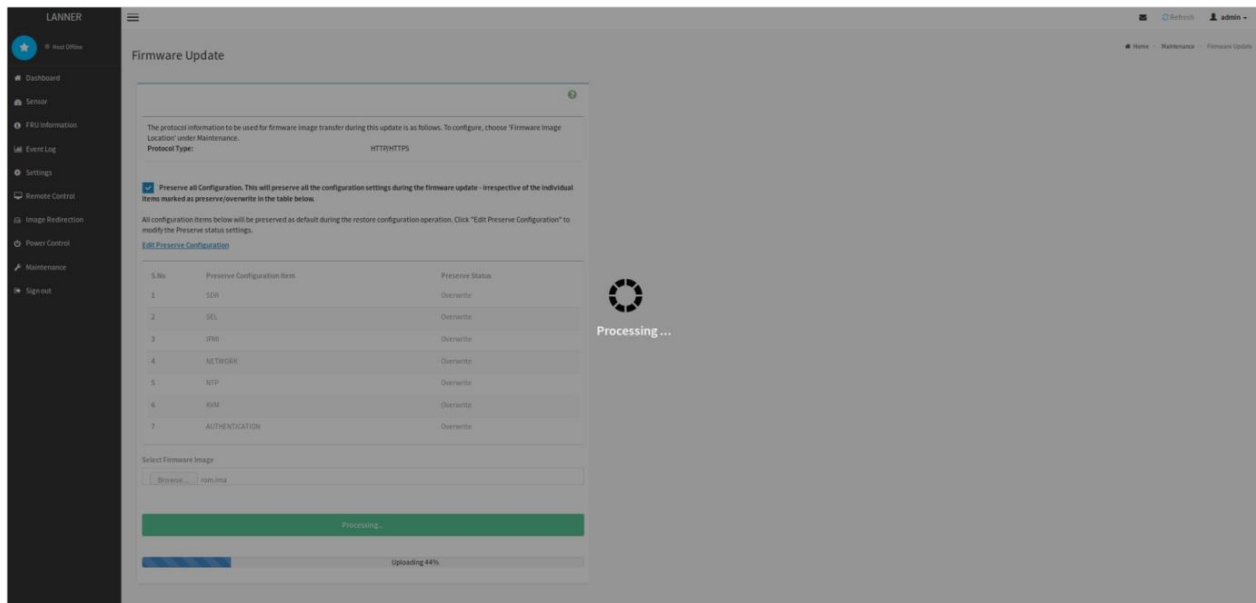 LANNER
Refresh
admin
Host Offline
Home
Maintenance
Firmware Update
Firmware Update
Dashboard
Sensor
FRU Information
Event Log
Settings
Remote Control
Image Redirection
Power Control
Maintenance
Sign out
The protocol information to be used for firmware image transfer during this update is as follows. To configure, choose 'Firmware Image
Location' under Maintenance.
Protocol Type: HTTP/HTTPS
Preserve all Configuration. This will preserve all the configuration settings during the firmware update - irrespective of the individual
items marked as preserve/overwrite in the table below.
All configuration items below will be preserved as default during the restore configuration operation. Click "Edit Preserve Configuration" to
modify the Preserve status settings.
Edit Preserve Configuration
S.No Preserve Configuration Item Preserve Status
1 SDR Overwrite
2 SEL Overwrite
3 IPMI Overwrite
4 NETWORK Overwrite
5 NTP Overwrite
6 KVM Overwrite
7 AUTHENTICATION Overwrite
Processing ...
Select Firmware Image
Browse... rom.ima
Processing...
Uploading 44%